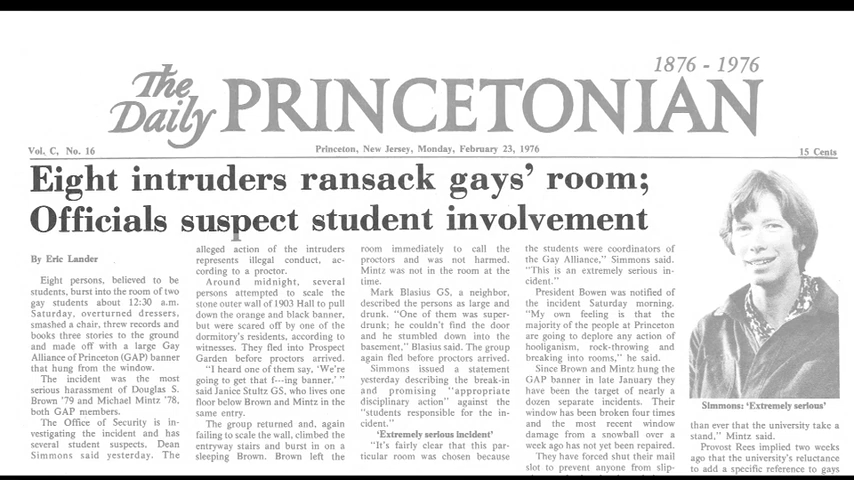 1876 - 1976
The Daily PRINCETONIAN
Vol. C, No. 16
Princeton, New Jersey, Monday, February 23, 1976
15 Cents
Eight intruders ransack gays' room;
Officials suspect student involvement
By Eric Lander
Eight persons, believed to be
students, burst into the room of two
gay students about 12:30 a.m.
Saturday, overturned dressers,
smashed a chair, threw records and
books three stories to the ground
and made off with a large Gay
Alliance of Princeton (GAP) banner
that hung from the window.
The incident was the most
serious harassment of Douglas S.
Brown '79 and Michael Mintz '78,
both GAP members.
The Office of Security is in-
vestigating the incident and has
several student suspects, Dean
Simmons said yesterday. The
alleged action of the intruders
represents illegal conduct, ac-
cording to a proctor.
Around midnight, several
persons attempted to scale the
stone outer wall of 1903 Hall to pull
down the orange and black banner,
but were scared off by one of the
dormitory's residents, according to
witnesses. They fled into Prospect
Garden before proctors arrived.
"I heard one of them say, 'We're
going to get that f---ing banner,' "
said Janice Stultz GS, who lives one
floor below Brown and Mintz in the
same entry.
The group returned and, again
failing to scale the wall, climbed the
entryway stairs and burst in on a
sleeping Brown. Brown left the
room immediately to call the
proctors and was not harmed.
Mintz was not in the room at the
time.
Mark Blasius GS, a neighbor,
described the persons as large and
drunk. "One of them was super-
drunk; he couldn't find the door
and he stumbled down into the
basement," Blasius said. The group
again fled before proctors arrived.
Simmons issued a statement
yesterday describing the break-in
and promising "appropriate
disciplinary action" against the
"students responsible for the in-
cident."
'Extremely serious incident'
"It's fairly clear that this par-
ticular room was chosen because
the students were coordinators of
the Gay Alliance," Simmons said.
"This is an extremely serious in-
cident."
President Bowen was notified of
the incident Saturday morning.
"My own feeling is that the
majority of the people at Princeton
are going to deplore any action of
hooliganism, rock-throwing and
breaking into rooms," he said.
Since Brown and Mintz hung the
GAP banner in late January they
have been the target of nearly a
dozen separate incidents. Their
window has been broken four times
and the most recent window
damage from a snowball over a
week ago has not yet been repaired.
They have forced shut their mail
slot to prevent anyone from slip-
Simmons: 'Extremely serious'
than ever that the university take a
stand," Mintz said.
Provost Rees implied two weeks
ago that the university's reluctance
to add a specific reference to gays